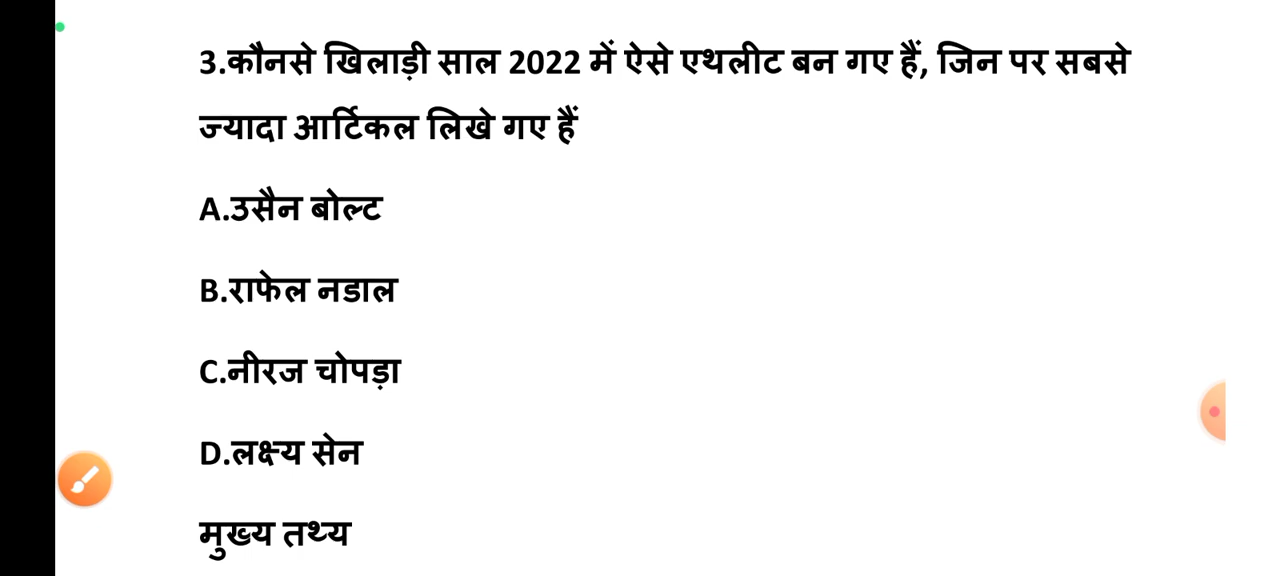 3.कौनसे खिलाड़ी साल 2022 में ऐसे एथलीट बन गए हैं, जिन पर सबसे
ज्यादा आर्टिकल लिखे गए हैं
A.उसैन बोल्ट
B.राफेल नडाल
C.नीरज चोपड़ा
D.लक्ष्य सेन
मुख्य तथ्य